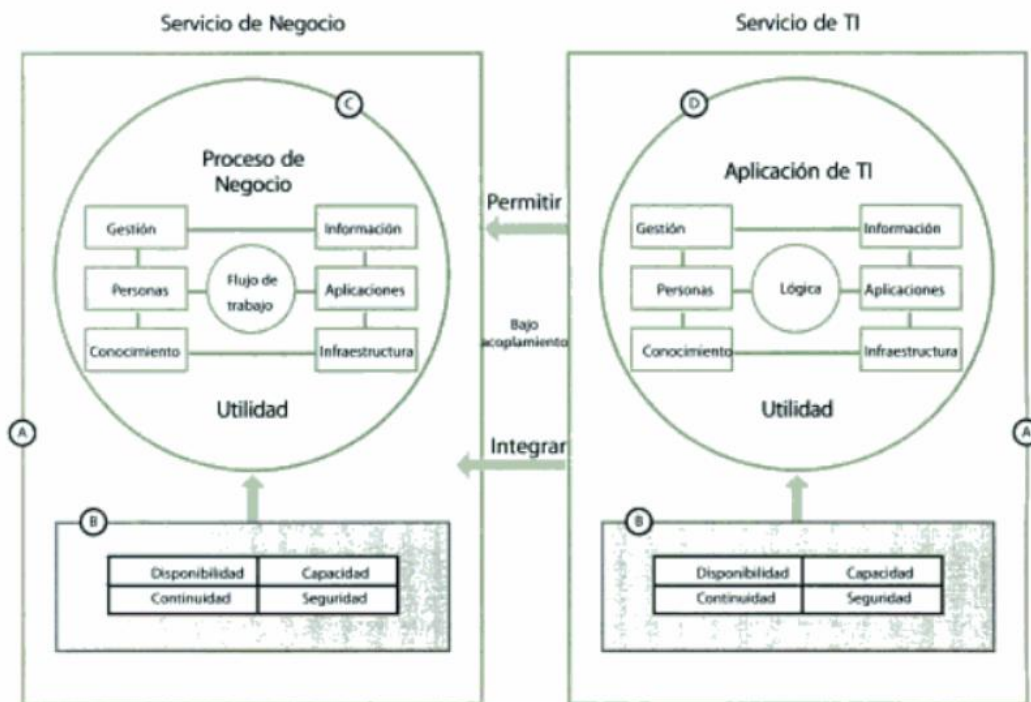 Servicio de Negocio
Servicio de TI
C
D
Proceso de
Negocio
Aplicación de TI
Permitir
Gestión
Información
Gestión
Información
Personas
Flujo de
trabajo
Aplicaciones
Personas
Lógica
Aplicaciones
Bajo
acoplamiento
Conocimiento
Infraestructura
Conocimiento
Infraestructura
Utilidad
Utilidad
A
A
Integrar
B
B
Disponibilidad
Capacidad
Disponibilidad
Capacidad
Continuidad
Seguridad
Continuidad
Seguridad